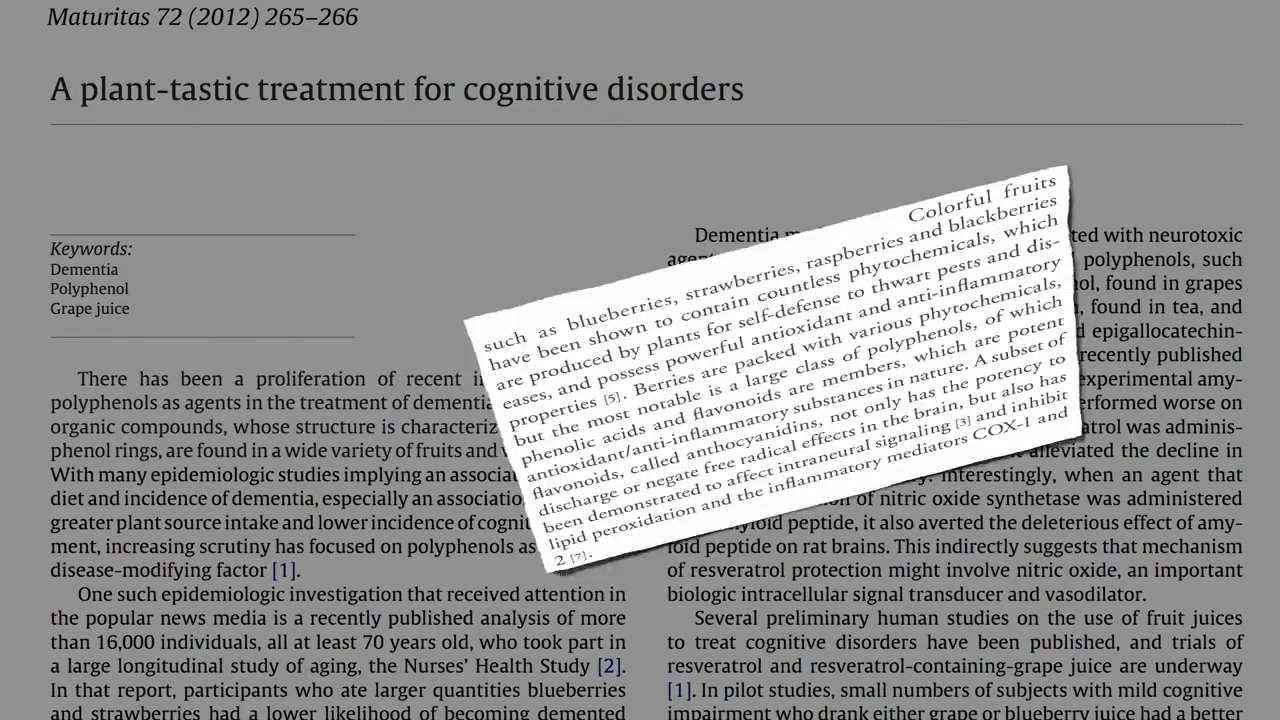 Maturitas 72 (2012) 265–266
A plant-tastic treatment for cognitive disorders
Keywords:
Dementia
Polyphenol
Grape juice
There has been a proliferation of recent
polyphenols as agents in the treatment of dementia
organic compounds, whose structure is
phenol rings, are found in a wide variety of fruits and
With many epidemiologic studies implying an
diet and incidence of dementia, especially an
greater plant source intake and lower incidence of
ment, increasing scrutiny has focused on polyphenols as
disease-modifying factor [1].
One such epidemiologic investigation that received attention in
the popular news media is a recently published analysis of more
than 16,000 individuals, all at least 70 years old, who took part in
a large longitudinal study of aging, the Nurses’ Health Study [2].
In that report, participants who ate larger quantities blueberries
and strawberries had a lower likelihood of becoming demented
Colorful fruits
such as blueberries, strawberries, raspberries and blackberries
have been shown to contain countless phytochemicals, which
are produced by plants for self-defense to thwart pests and dis-
eases, and possess powerful antioxidant and anti-inflammatory
properties [5]. Berries are packed with various phytochemicals,
but the most notable is a large class of polyphenols, of which
phenolic acids and flavonoids are members, which are potent
antioxidant/anti-inflammatory substances in nature. A subset of
flavonoids, called anthocyanidins, not only has the potency to
discharge or negate free radical effects in the brain, but also has
been demonstrated to affect intraneural signaling [3] and inhibit
lipid peroxidation and the inflammatory mediators COX-1 and
2 [7].
Dementia
with neurotoxic
polyphenols, such
found in grapes
found in tea, and
epigallocatechin-
recently published
experimental amy-
worse on
was adminis-
alleviated the decline in
Interestingly, when an agent that
of nitric oxide synthetase was administered
peptide, it also averted the deleterious effect of amy-
loid peptide on rat brains. This indirectly suggests that mechanism
of resveratrol protection might involve nitric oxide, an important
biologic intracellular signal transducer and vasodilator.
Several preliminary human studies on the use of fruit juices
to treat cognitive disorders have been published, and trials of
resveratrol and resveratrol-containing-grape juice are underway
[1]. In pilot studies, small numbers of subjects with mild cognitive
impairment who drank either grape or blueberry juice had a better